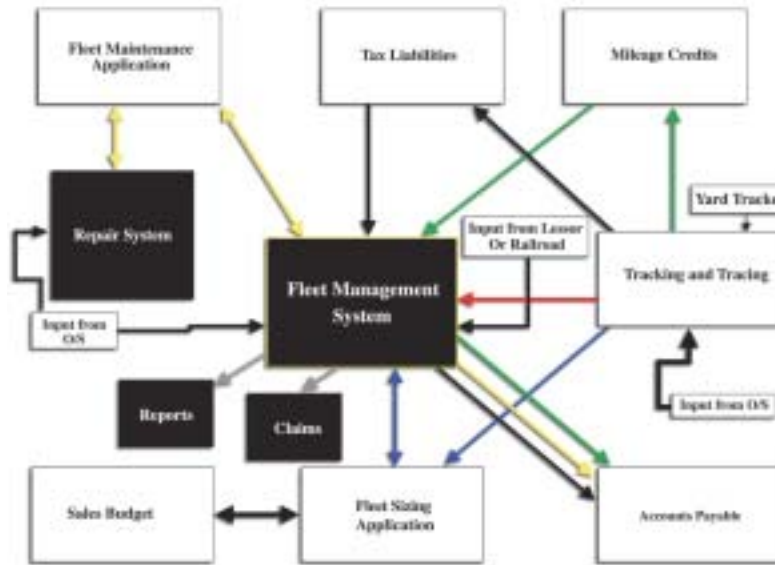 Fleet Maintenance
Application
Tax Liabilities
Mileage Credits
Repair System
Input from Lessor
Or Railroad
Yard
Tracking and Tracing
Fleet Management
System
Input from
O/S
Reports
Claims
Input from O/S
Sales Budget
Fleet Sizing
Application
Accounts Payable